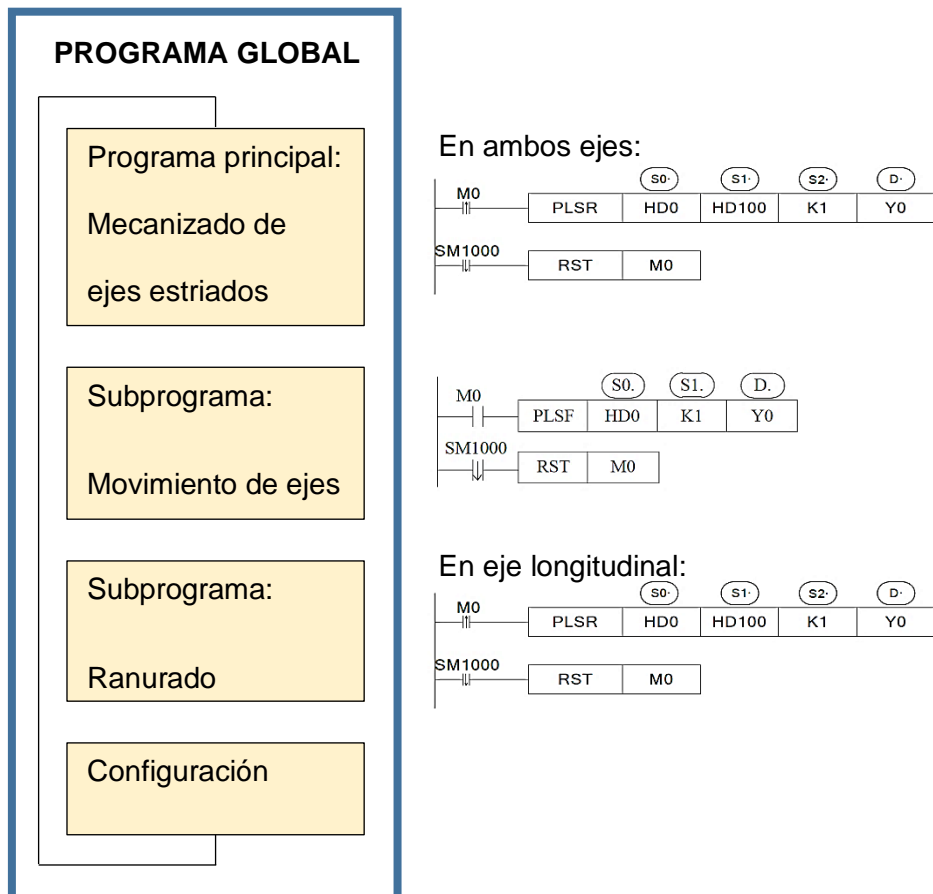 PROGRAMA GLOBAL
Programa principal:
Mecanizado de
ejes estriados
En ambos ejes:
S0· S1· S2· D·
M0
PLSR HD0 HD100 K1 Y0
SM1000
RST M0
Subprograma:
Movimiento de ejes
S0. S1. D.
M0
PLSF HD0 K1 Y0
SM1000
RST M0
Subprograma:
Ranurado
En eje longitudinal:
S0· S1· S2· D·
M0
PLSR HD0 HD100 K1 Y0
SM1000
RST M0
Configuración